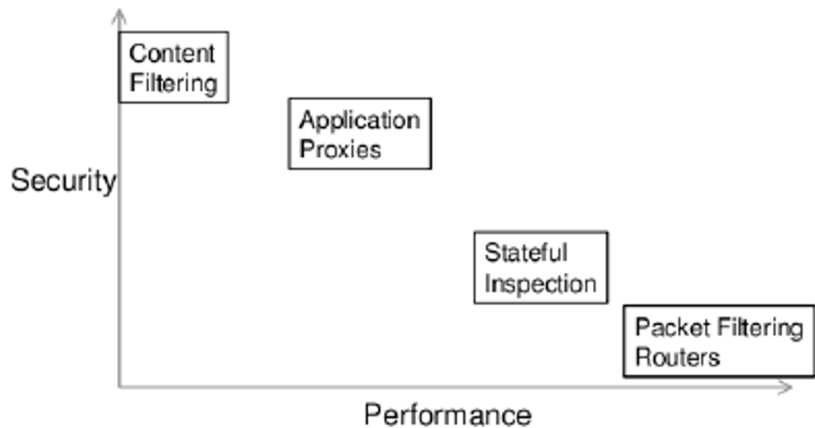 Content
Filtering
Application
Proxies
Security
Stateful
Inspection
Packet Filtering
Routers
Performance